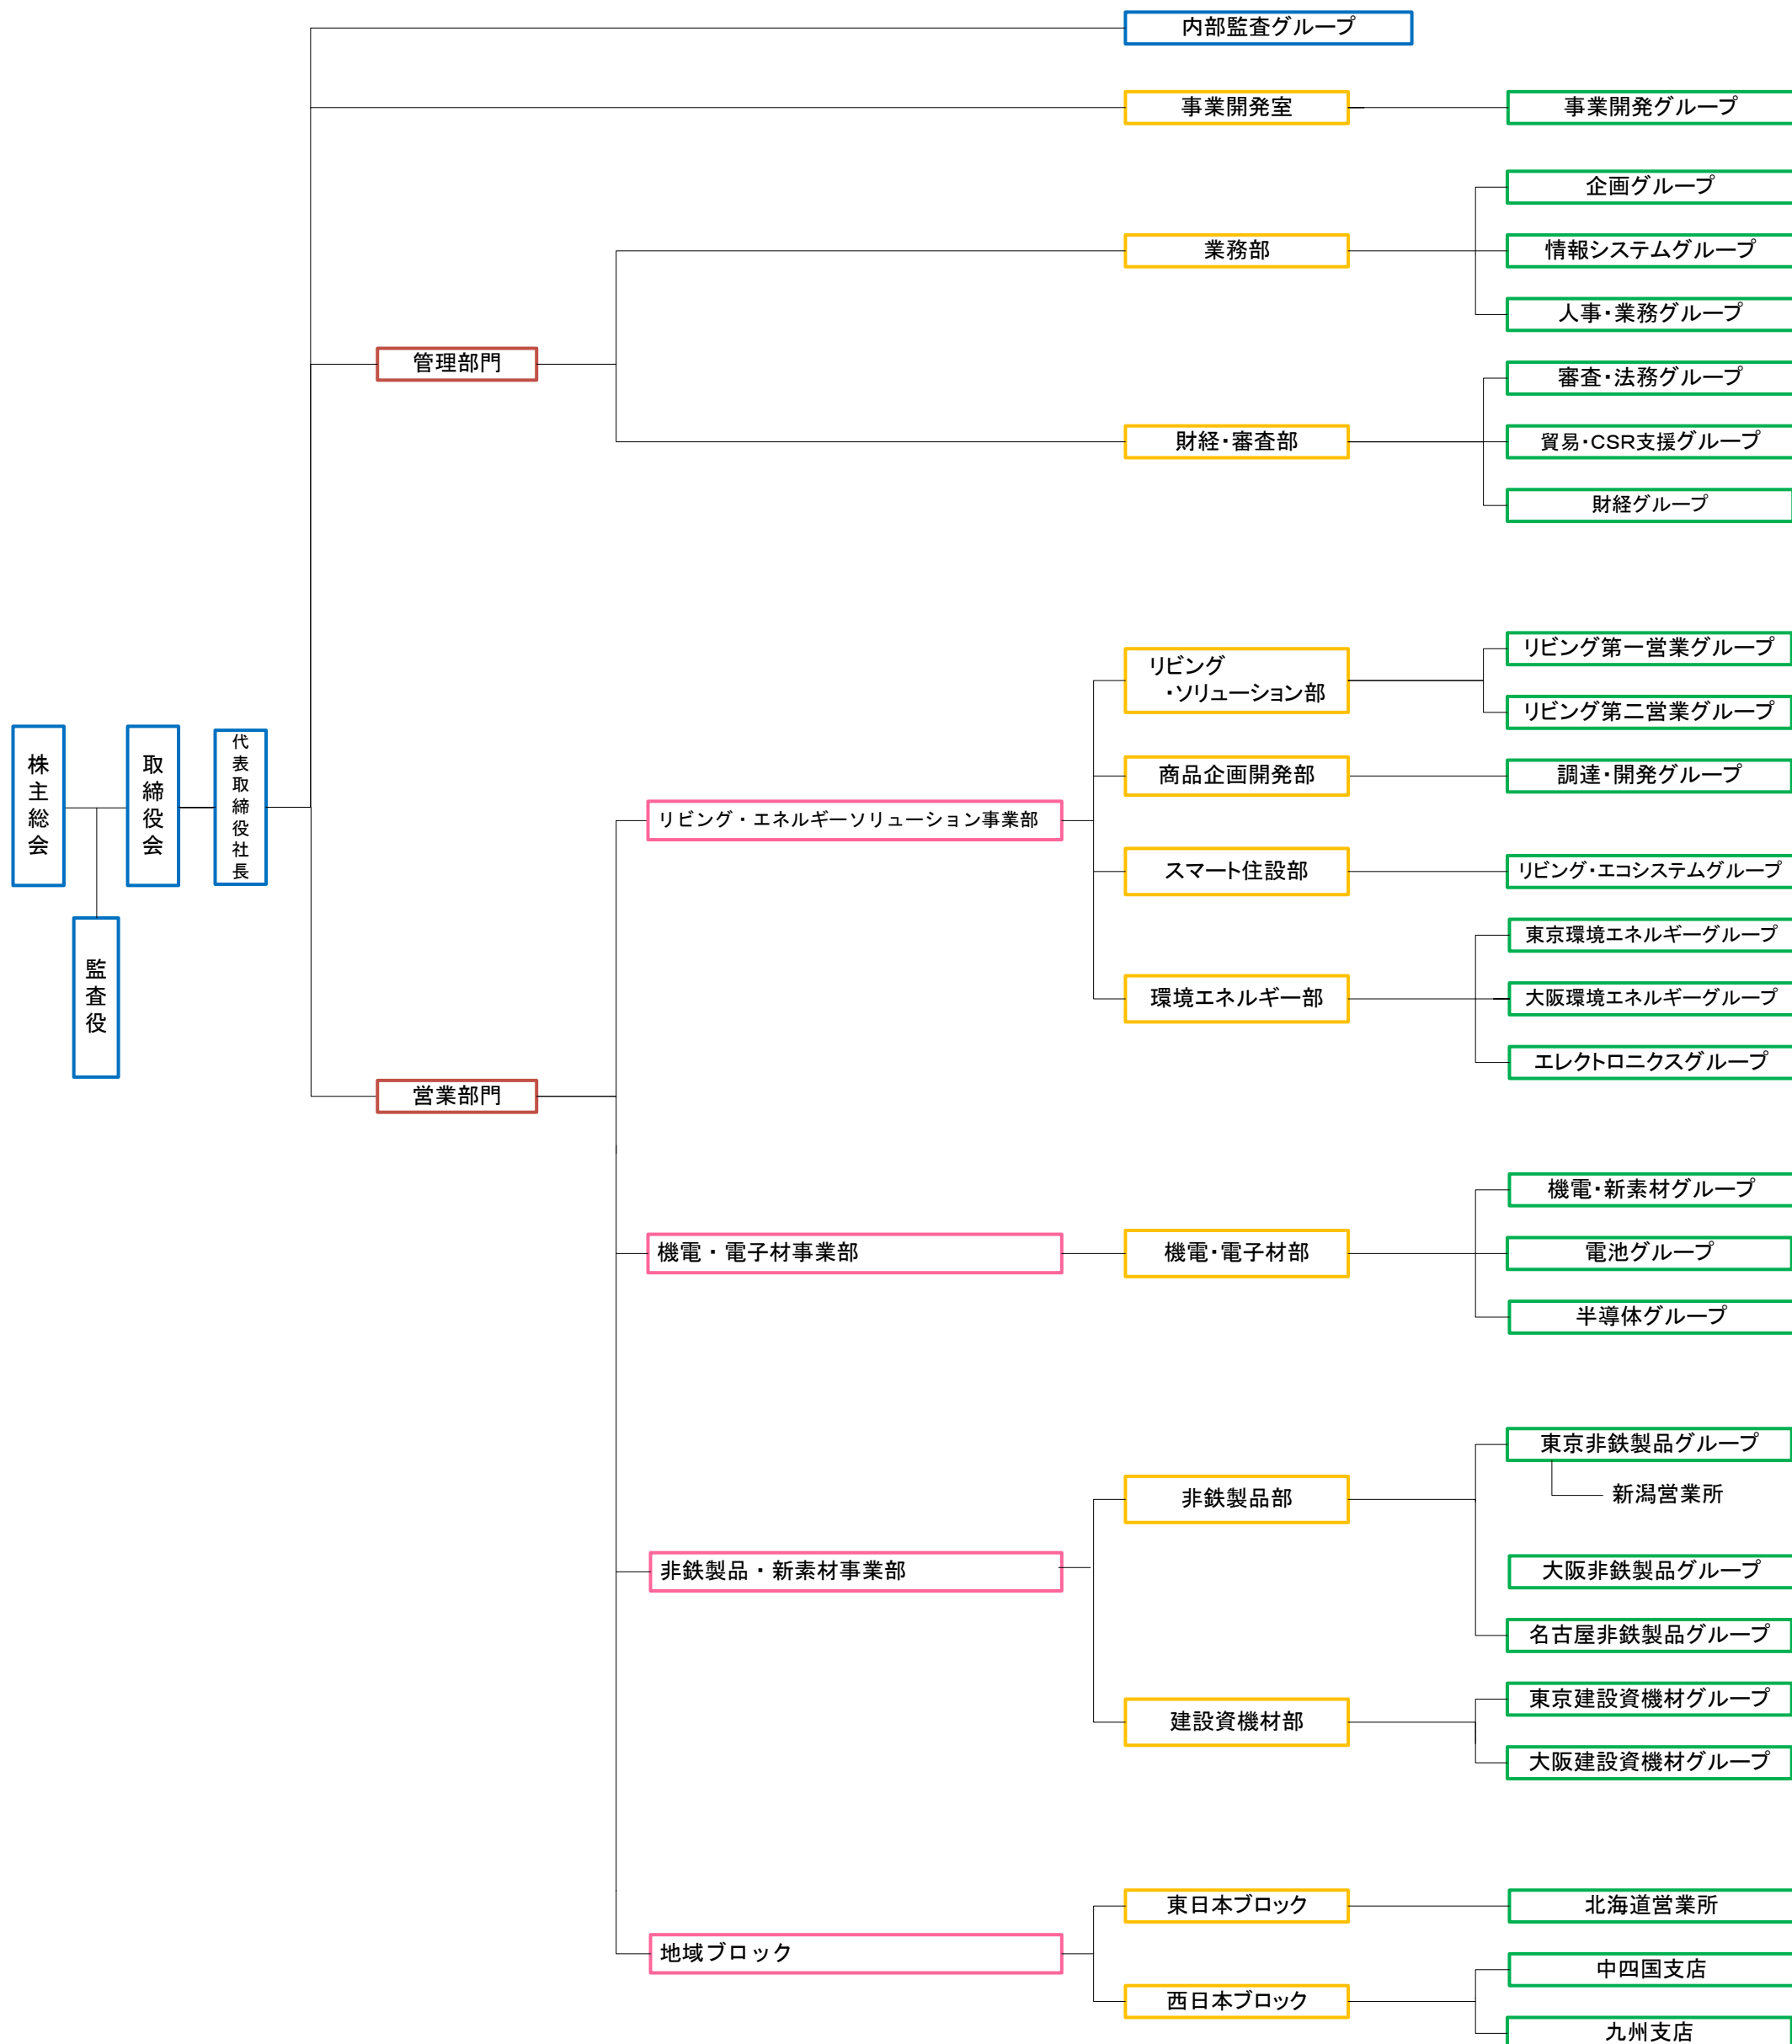 内部監査グループ
事業開発室
事業開発グループ
企画グループ
業務部
情報システムグループ
人事・業務グループ
管理部門
審査・法務グループ
財経・審査部
貿易・CSR支援グループ
財経グループ
リビング第一営業グループ
リビング
・ソリューション部
リビング第二営業グループ
株主総会
取締役会
代表取締役社長
商品企画開発部
調達・開発グループ
リビング・エネルギーソリューション事業部
スマート住設部
リビング・エコシステムグループ
東京環境エネルギーグループ
監査役
環境エネルギー部
大阪環境エネルギーグループ
エレクトロニクスグループ
営業部門
機電・新素材グループ
機電・電子材事業部
機電・電子材部
電池グループ
半導体グループ
東京非鉄製品グループ
非鉄製品部
新潟営業所
非鉄製品・新素材事業部
大阪非鉄製品グループ
名古屋非鉄製品グループ
東京建設資機材グループ
建設資機材部
大阪建設資機材グループ
東日本ブロック
北海道営業所
地域ブロック
中四国支店
西日本ブロック
九州支店